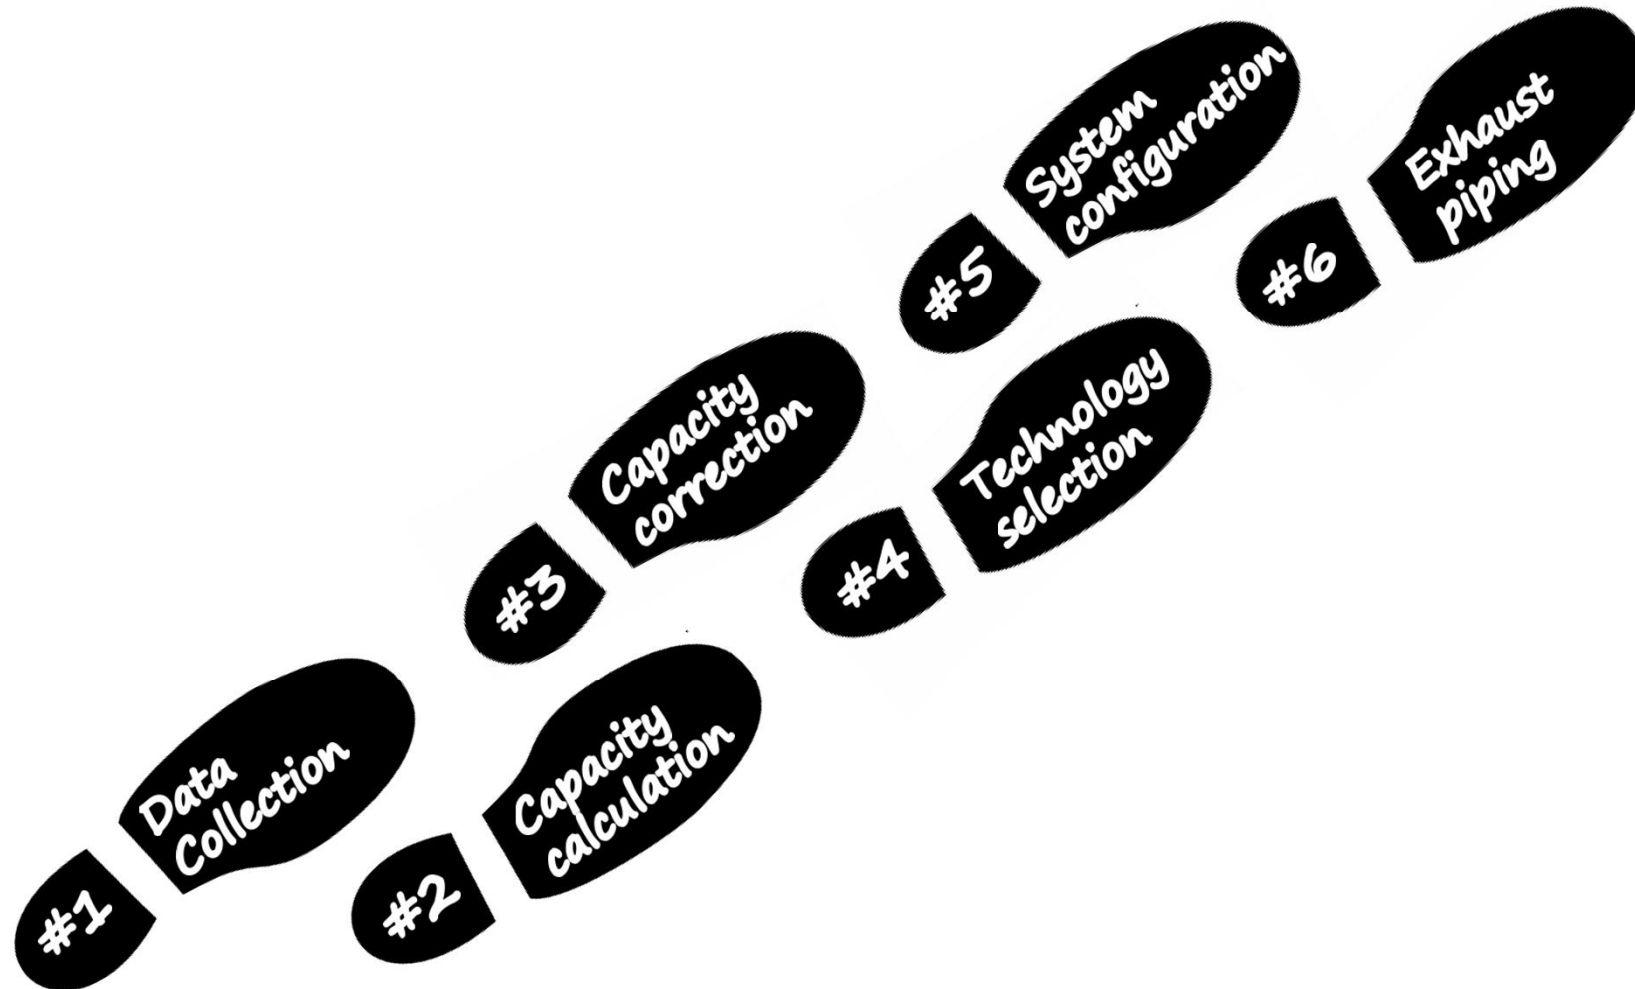 #1
Data
Collection
#2
Capacity
calculation
#3
Capacity
correction
#4
Technology
selection
#5
System
configuration
#6
Exhaust
piping